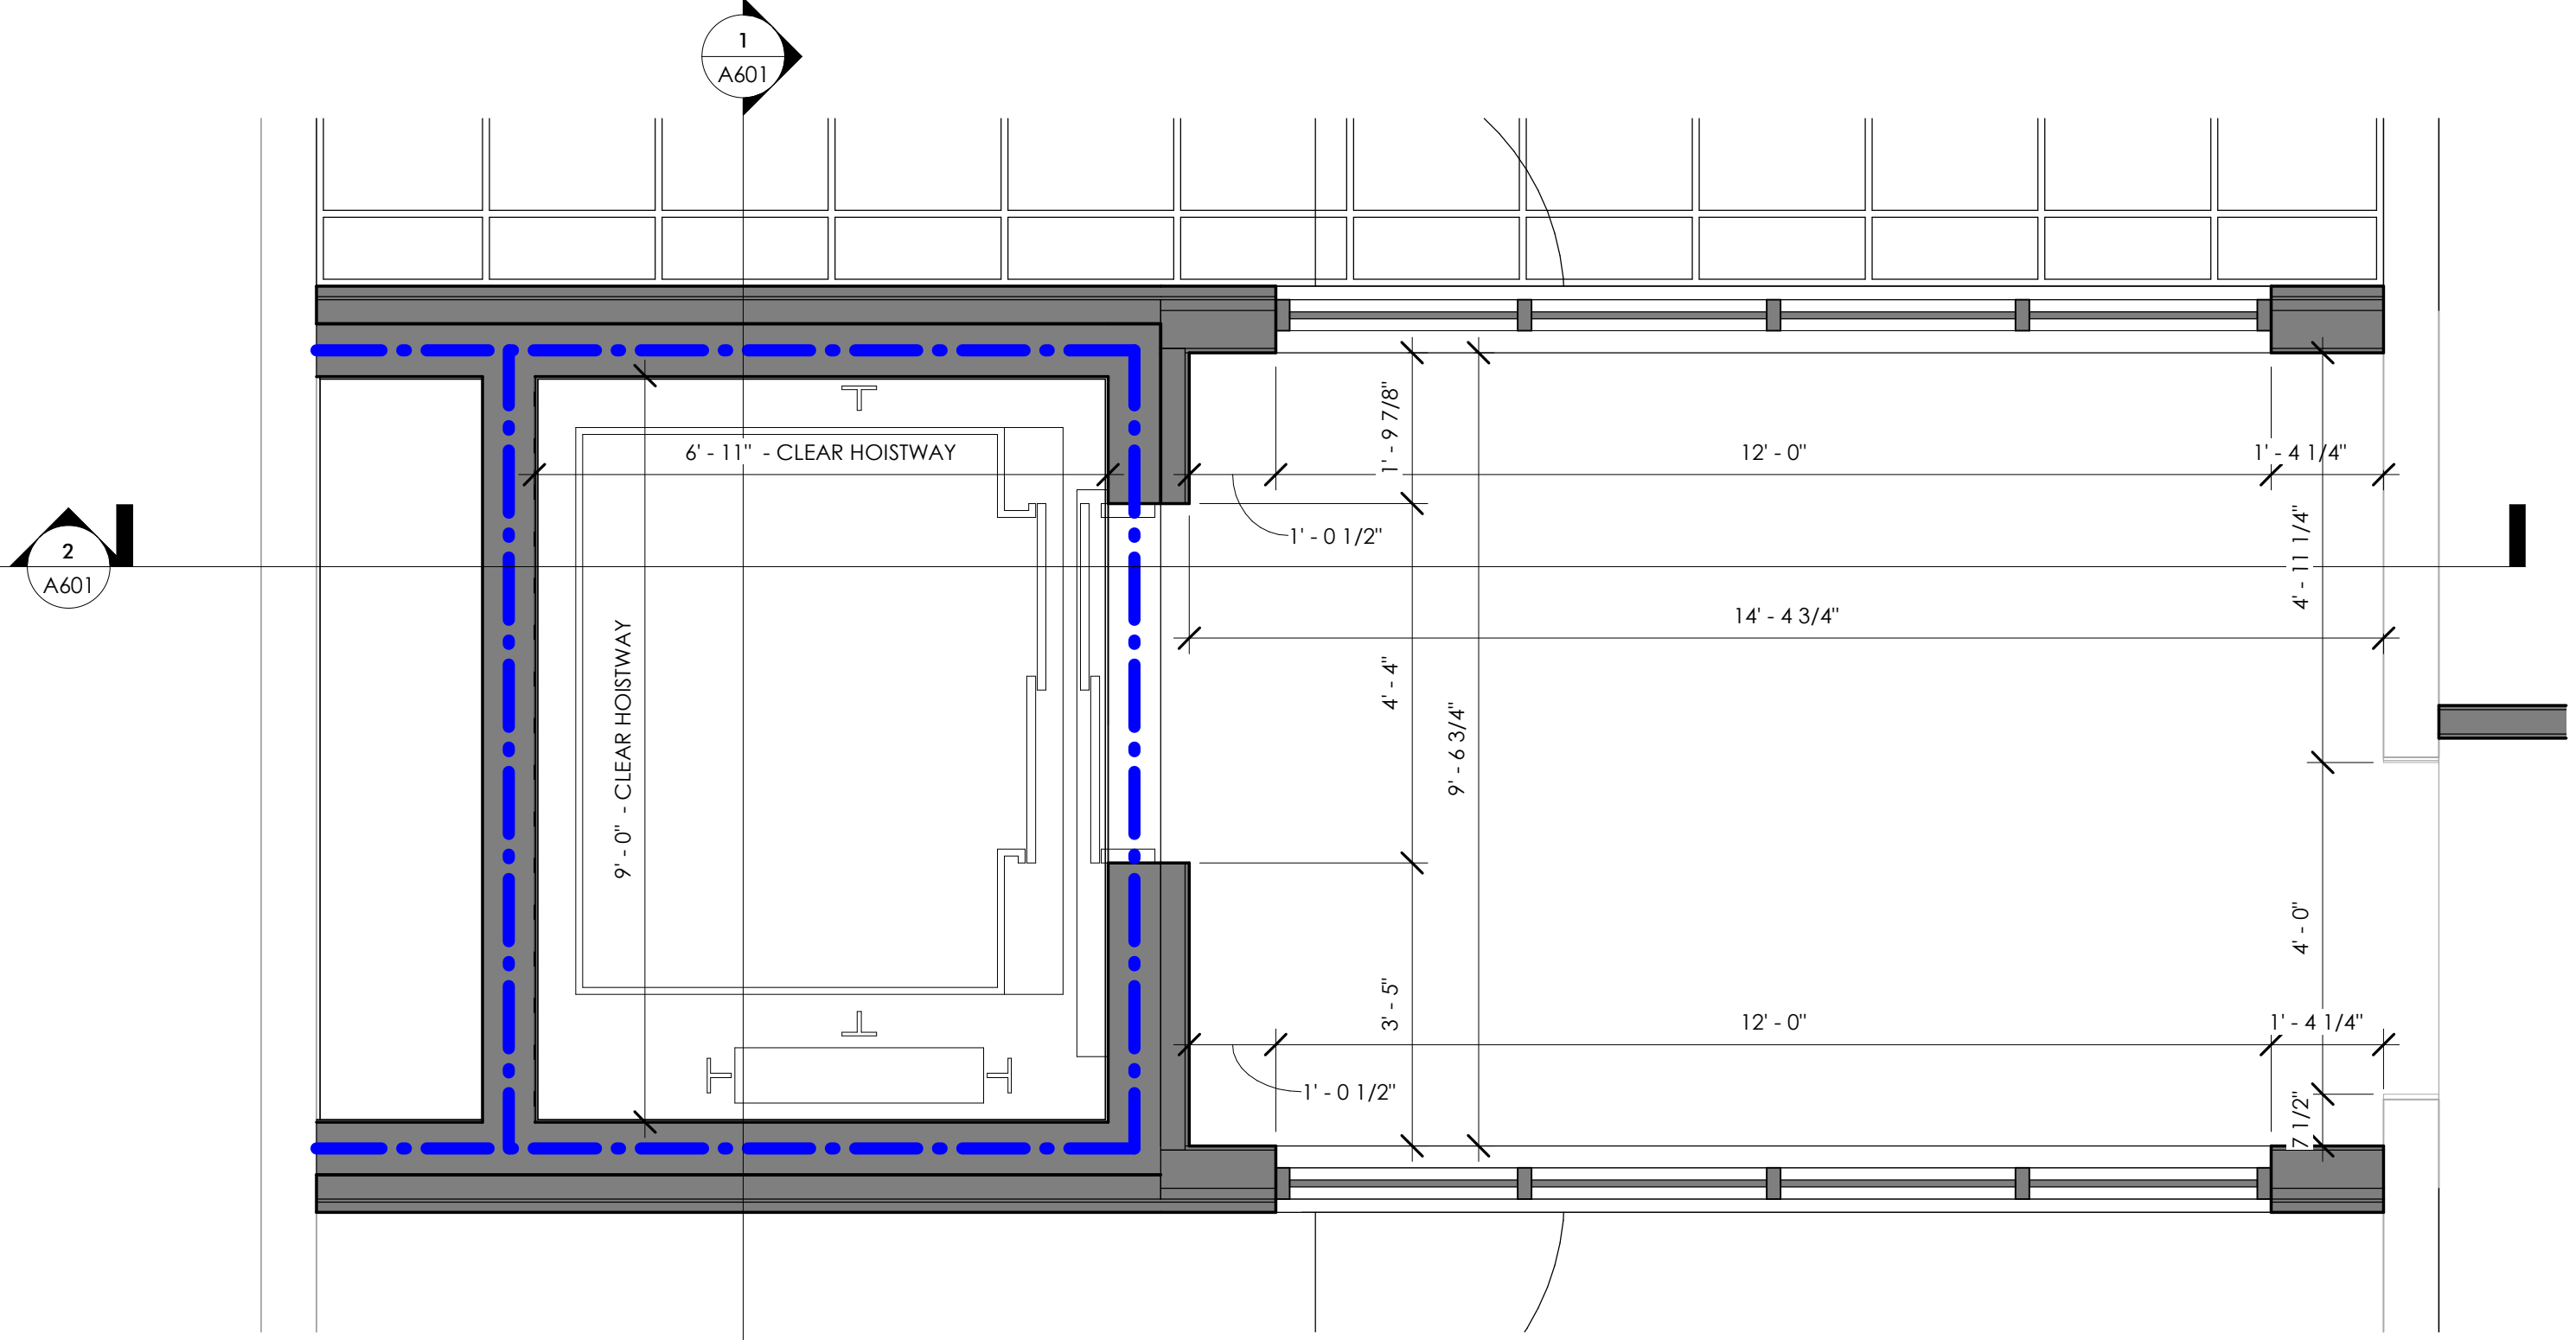 1
A601
6' - 11" - CLEAR HOISTWAY
1' - 9 7/8"
12' - 0"
1' - 4 1/4"
1' - 0 1/2"
2
A601
4' - 11 1/4"
14' - 4 3/4"
9' - 0" - CLEAR HOISTWAY
4' - 4"
9' - 6 3/4"
4' - 0"
3' - 5"
12' - 0"
1' - 4 1/4"
1' - 0 1/2"
7 1/2"